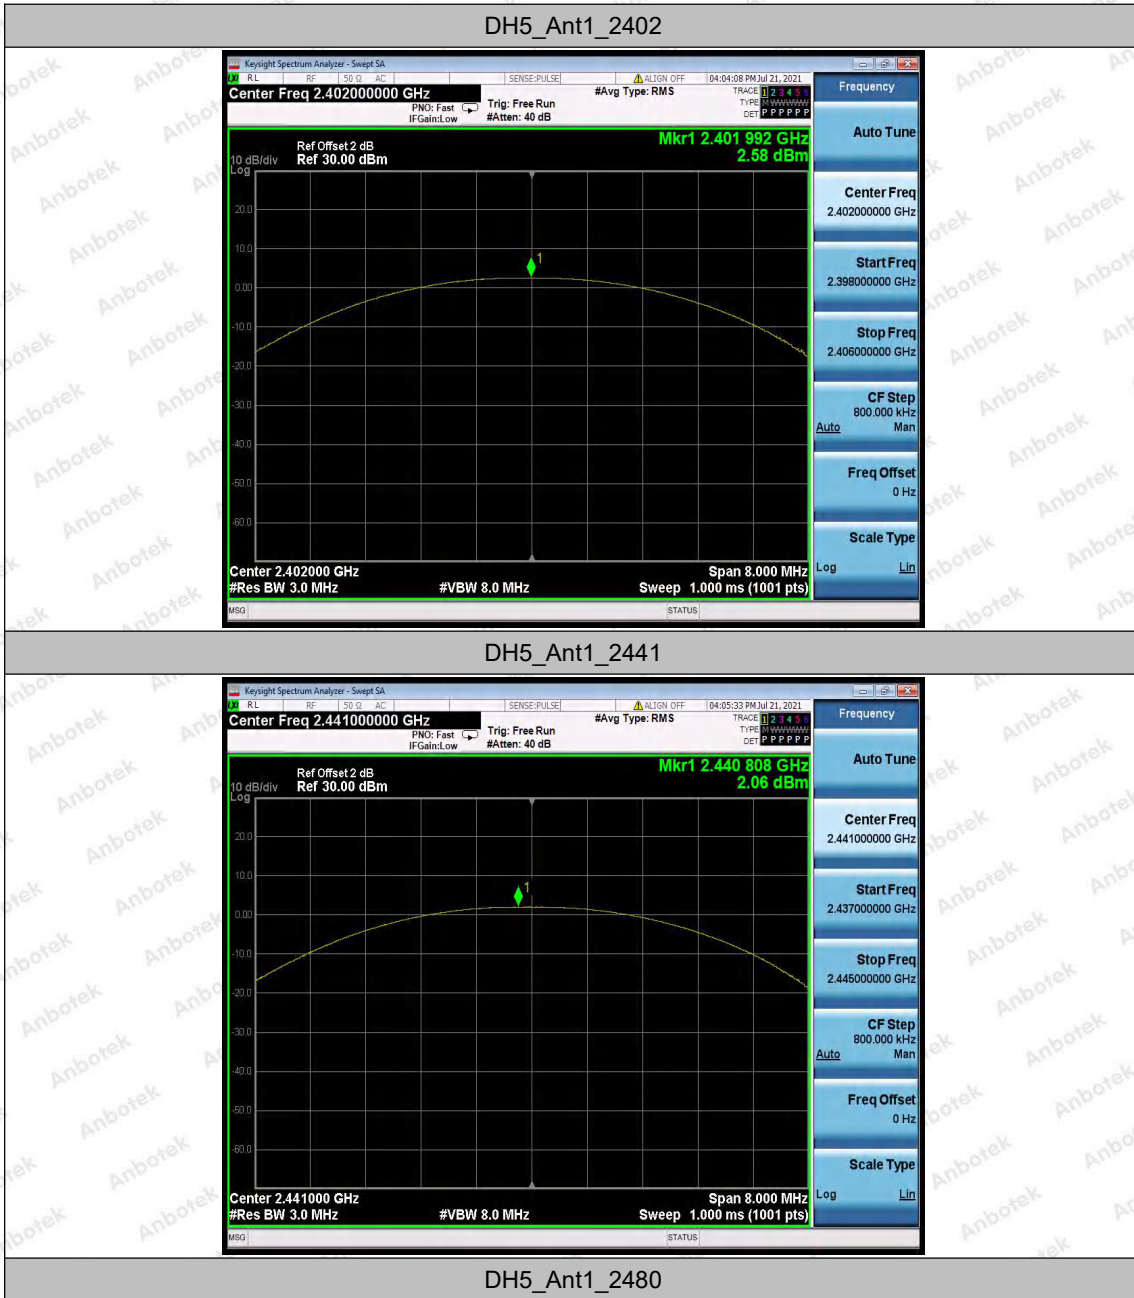 DH5_Ant1_2402
Keysight Spectrum Analyzer - Swept SA
LXI RL RF 50 Ω AC SENSE:PULSE ALIGN OFF 04:04:08 PM Jul 21, 2021
Center Freq 2.402000000 GHz
PNO: Fast
IFGain:Low
Trig: Free Run
#Atten: 40 dB
#Avg Type: RMS
TRACE 1 2 3 4 5 6
TYPE M WWWWW
DET P P P P P P
Mkr1 2.401 992 GHz
2.58 dBm
Ref Offset 2 dB
10 dB/div Ref 30.00 dBm
Log
20.0
10.0
1
0.00
-10.0
-20.0
-30.0
-40.0
-50.0
-60.0
Center 2.402000 GHz Span 8.000 MHz
#Res BW 3.0 MHz #VBW 8.0 MHz Sweep 1.000 ms (1001 pts)
MSG STATUS
Frequency
Auto Tune
Center Freq
2.402000000 GHz
Start Freq
2.398000000 GHz
Stop Freq
2.406000000 GHz
CF Step
800.000 kHz
Auto Man
Freq Offset
0 Hz
Scale Type
Log Lin
DH5_Ant1_2441
Keysight Spectrum Analyzer - Swept SA
LXI RL RF 50 Ω AC SENSE:PULSE ALIGN OFF 04:05:33 PM Jul 21, 2021
Center Freq 2.441000000 GHz
PNO: Fast
IFGain:Low
Trig: Free Run
#Atten: 40 dB
#Avg Type: RMS
TRACE 1 2 3 4 5 6
TYPE M WWWWW
DET P P P P P P
Mkr1 2.440 808 GHz
2.06 dBm
Ref Offset 2 dB
10 dB/div Ref 30.00 dBm
Log
20.0
10.0
1
0.00
-10.0
-20.0
-30.0
-40.0
-50.0
-60.0
Center 2.441000 GHz Span 8.000 MHz
#Res BW 3.0 MHz #VBW 8.0 MHz Sweep 1.000 ms (1001 pts)
MSG STATUS
Frequency
Auto Tune
Center Freq
2.441000000 GHz
Start Freq
2.437000000 GHz
Stop Freq
2.445000000 GHz
CF Step
800.000 kHz
Auto Man
Freq Offset
0 Hz
Scale Type
Log Lin
DH5_Ant1_2480
Anbotek